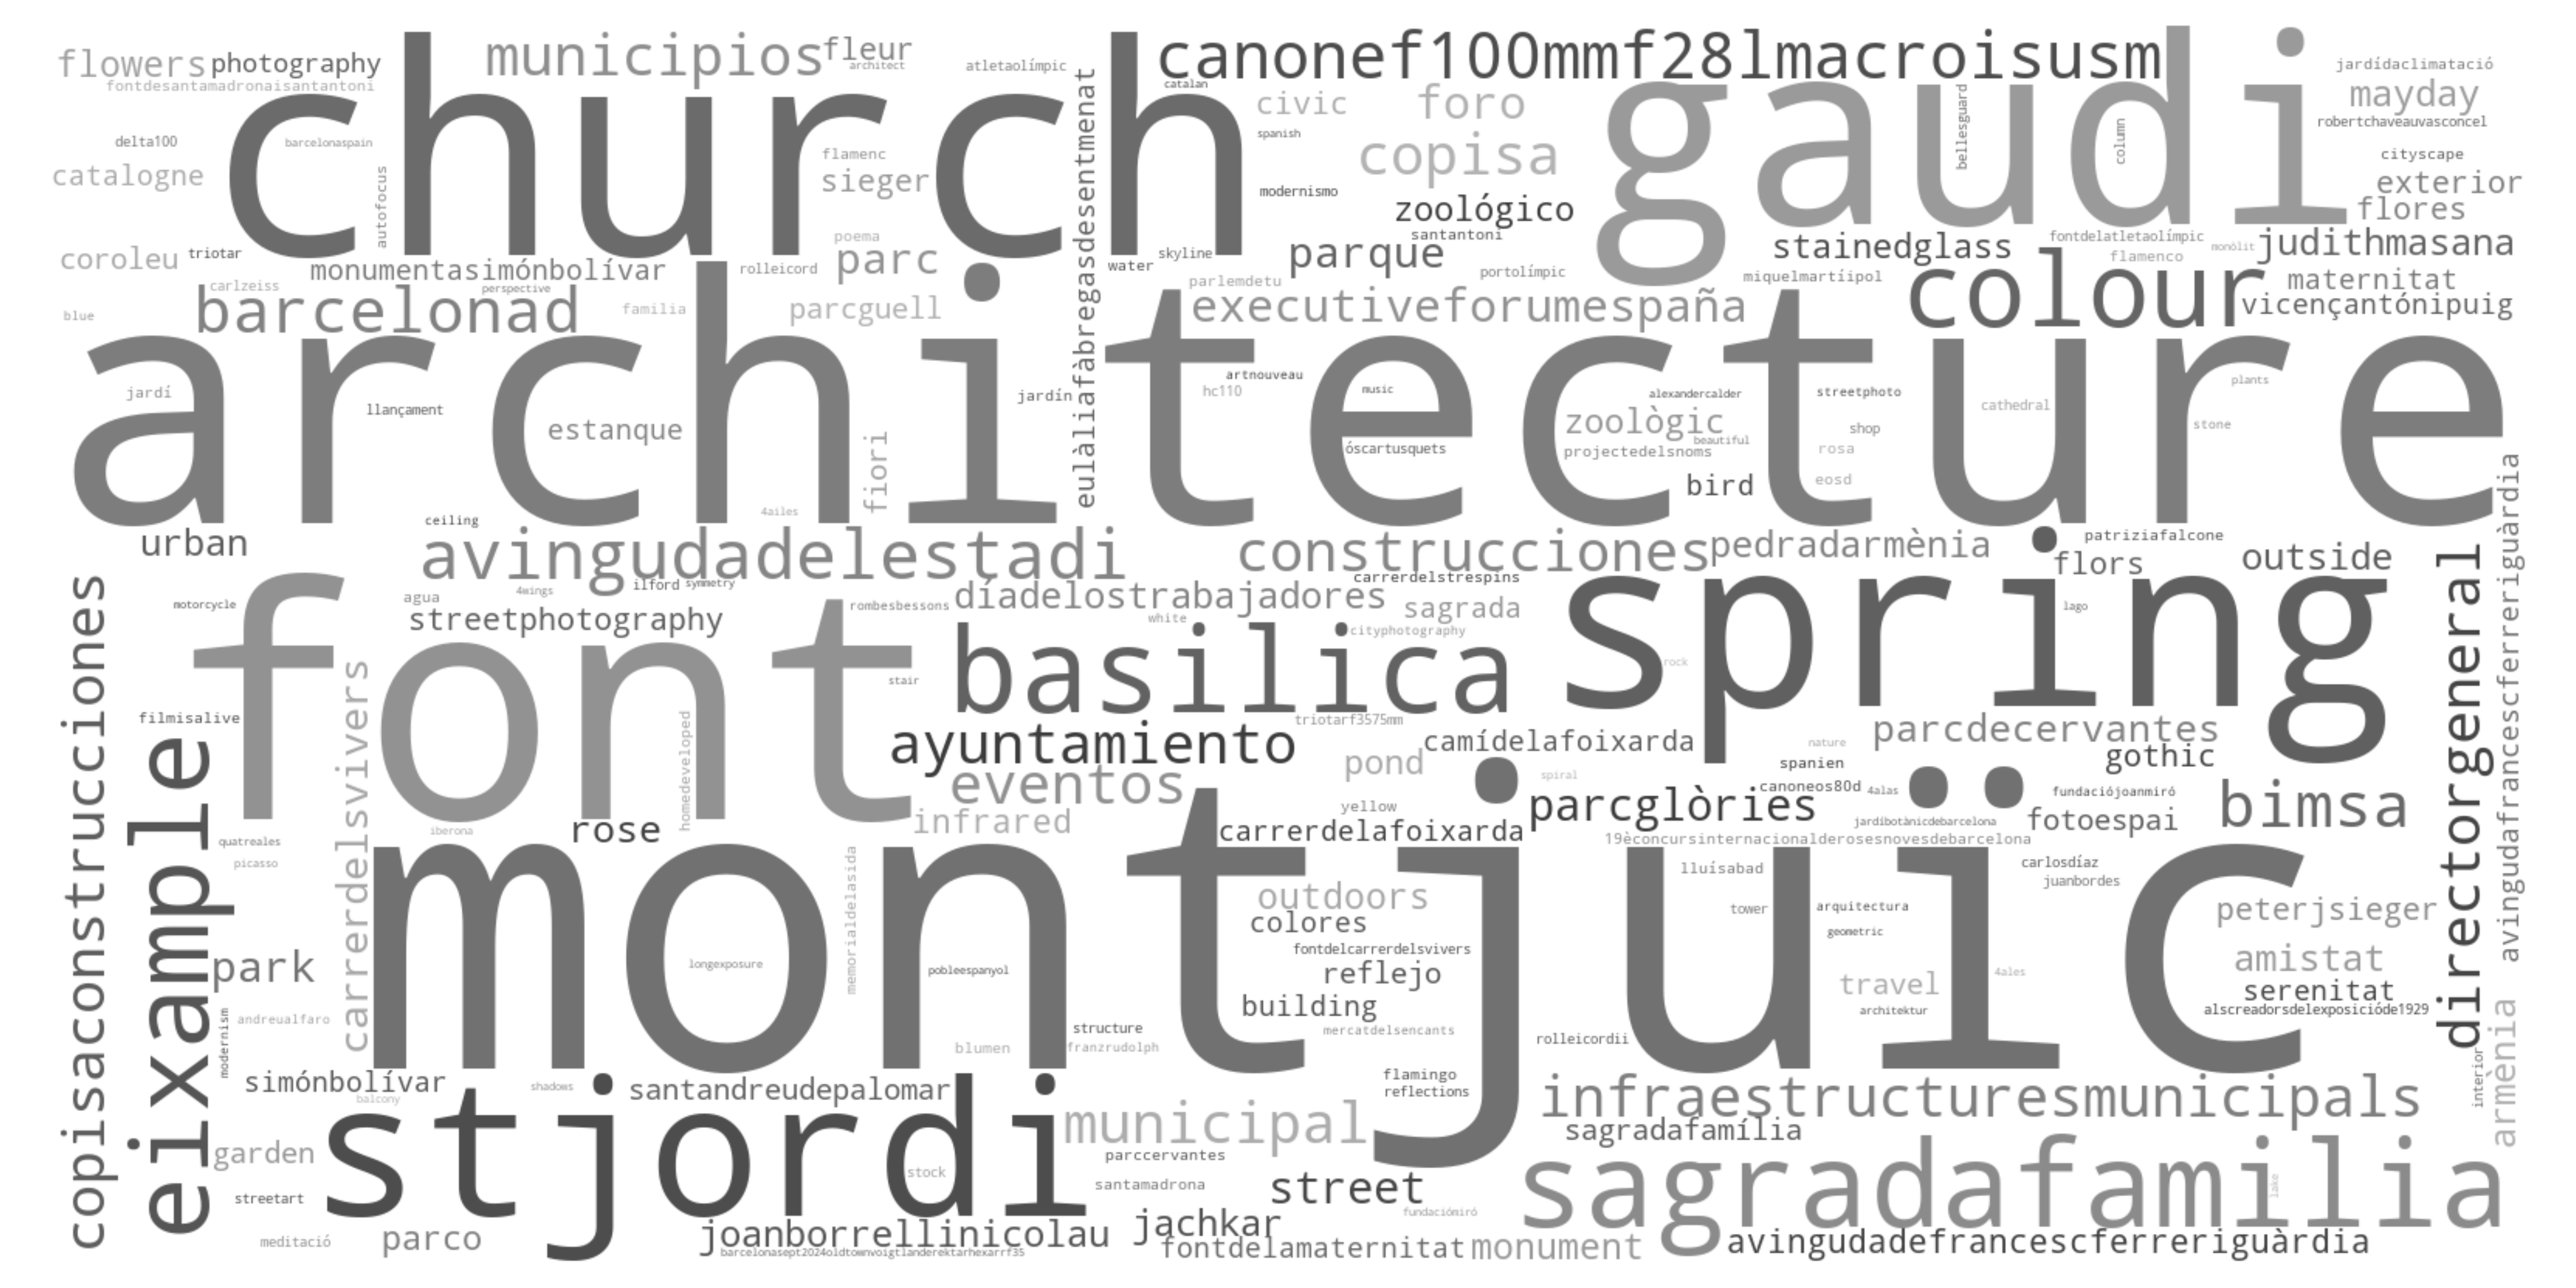 flowers
photography
fontdesantamadronaisantantoni
municipios
fleur
architect
atletaolímpic
canonef100mmf28lmacroisusm
gaudi
jardídaclimatació
mayday
robertchaveauvasconcel
church
catalan
civic
foro
spanish
copisa
bellesguard
column
cityscape
exterior
flores
delta100
barcelonaspain
catalogne
autofocus
flamenc
sieger
modernismo
zoológico
santantoni
parque
stainedglass
fontdelatletaolímpic
monòlit
flamenco
judithmasana
coroleu
triotar
monumentasimónbolívar
carlzeiss
perspective
poema
parc
rolleicord
water
skyline
parlemdetu
portolímpic
miquelmartíipol
colour
maternitat
vicençantónipuig
blue
barcelonad
familia
parcguell
eulàliafàbregasdesentmenat
executiveforumespaña
architecture
jardí
llançament
estanque
fiori
4ailes
jardín
artnouveau
hc110
music
óscartusquets
alexandercalder
zoològic
beautiful
projectedelsnoms
bird
streetphoto
shop
rosa
eosd
cathedral
plants
stone
avingudafrancescferreriguàrdia
urban
ceiling
avingudadelestadi
ilford
symmetry
4wings
construcciones
pedradarmènia
patriziafalcone
flors
outside
carrerdelstrespins
díadelostrabajadores
sagrada
rombesbessons
white
cityphotography
spring
lago
rock
directorgeneral
copisaconstrucciones
motorcycle
agua
streetphotography
font
stair
filmisalive
carrerdelsvivers
homedeveloped
basilica
triotarf3575mm
ayuntamiento
camídelafoixarda
eventos
pond
parcdecervantes
nature
gothic
spanien
spiral
canoneos80d
4alas
fundaciójoanmiró
eixample
iberona
rose
infrared
yellow
carrerdelafoixarda
parcglòries
jardibotànicdebarcelona
fotoespai
bimsa
quatreales
picasso
19èconcursinternacionalderosesnovesdebarcelona
montjuïc
memorialdelasida
longexposure
pobleespanyol
outdoors
colores
fontdelcarrerdelsvivers
reflejo
building
mercatdelsencants
lluísabad
tower
arquitectura
geometric
carlosdíaz
juanbordes
peterjsieger
amistat
travel
4ales
architektur
serenitat
alscreadorsdelexposicióde1929
park
andreualfaro
modernism
structure
blumen
franzrudolph
rolleicordii
armènia
interior
simónbolívar
shadows
balcony
santandreudepalomar
flamingo
reflections
infraestructuresmunicipals
stjordi
municipal
sagradafamília
garden
stock
parccervantes
santamadrona
street
sagradafamilia
lake
streetart
fundaciómiró
meditació
parco
joanborrellinicolau
barcelonasept2024oldtownvoigtlanderektarhexarrf35
jachkar
fontdelamaternitat
monument
avingudadefrancescferreriguàrdia